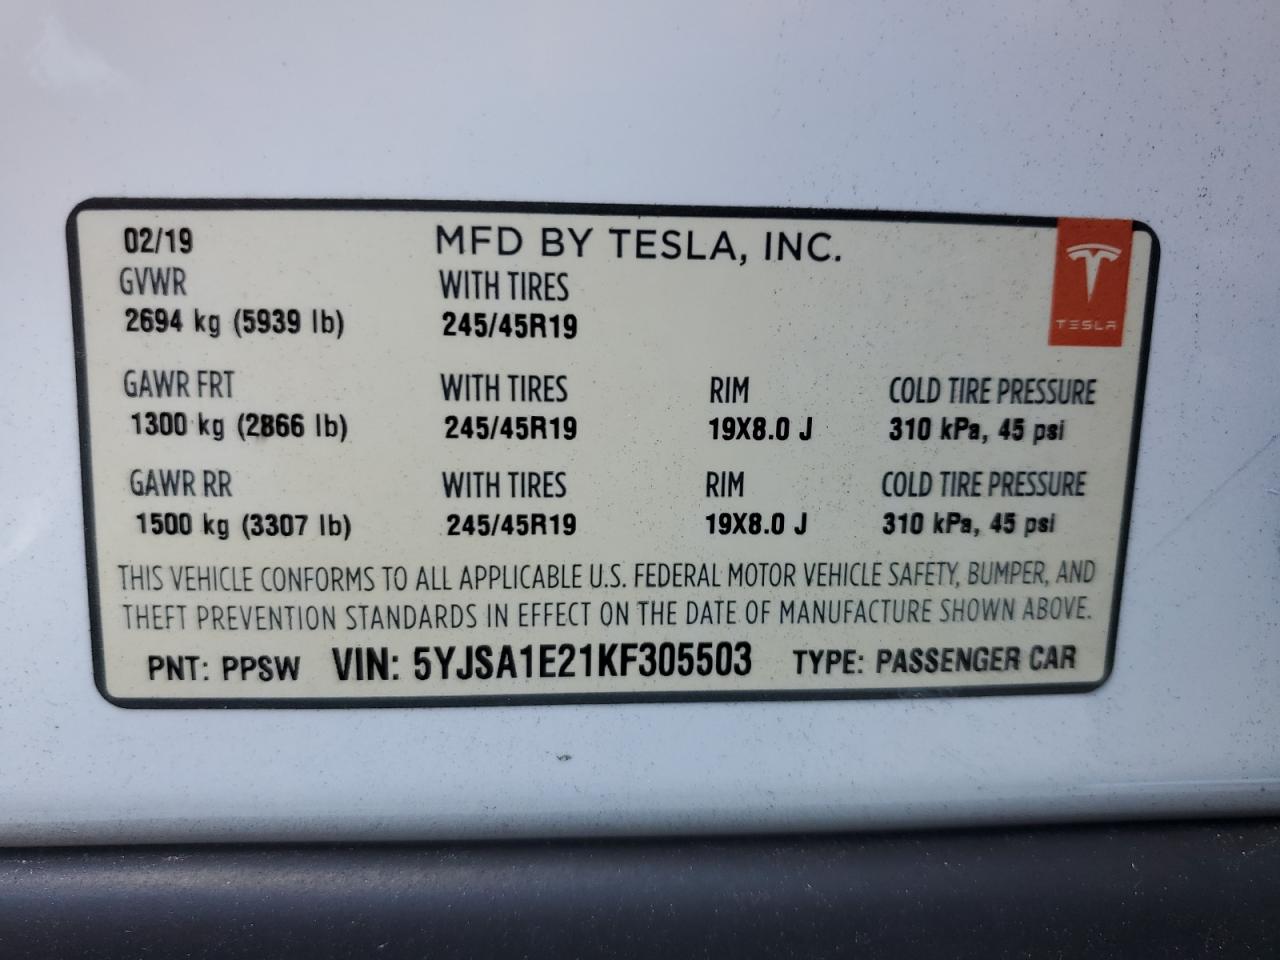 02/19 MFD BY TESLA, INC.
GVWR WITH TIRES
2694 kg (5939 lb) 245/45R19
TESLA
GAWR FRT WITH TIRES RIM COLD TIRE PRESSURE
1300 kg (2866 lb) 245/45R19 19X8.0 J 310 kPa, 45 psi
GAWR RR WITH TIRES RIM COLD TIRE PRESSURE
1500 kg (3307 lb) 245/45R19 19X8.0 J 310 kPa, 45 psi
THIS VEHICLE CONFORMS TO ALL APPLICABLE U.S. FEDERAL MOTOR VEHICLE SAFETY, BUMPER, AND
THEFT PREVENTION STANDARDS IN EFFECT ON THE DATE OF MANUFACTURE SHOWN ABOVE.
PNT: PPSW VIN: 5YJSA1E21KF305503 TYPE: PASSENGER CAR